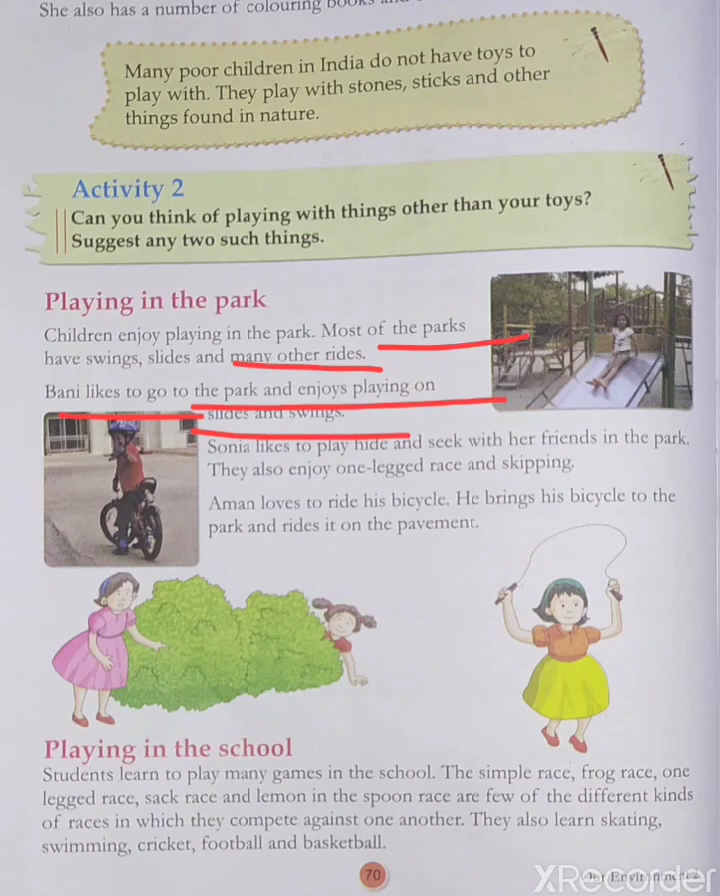 She also has a number of colouring books and
Many poor children in India do not have toys to
play with. They play with stones, sticks and other
things found in nature.
Activity 2
Can you think of playing with things other than your toys?
Suggest any two such things.
Playing in the park
Children enjoy playing in the park. Most of the parks
have swings, slides and many other rides.
Bani likes to go to the park and enjoys playing on
slides and swings.
Sonia likes to play hide and seek with her friends in the park.
They also enjoy one-legged race and skipping.
Aman loves to ride his bicycle. He brings his bicycle to the
park and rides it on the pavement.
Playing in the school
Students learn to play many games in the school. The simple race, frog race, one
legged race, sack race and lemon in the spoon race are few of the different kinds
of races in which they compete against one another. They also learn skating,
swimming, cricket, football and basketball.
70
Our Environment
XRecorder